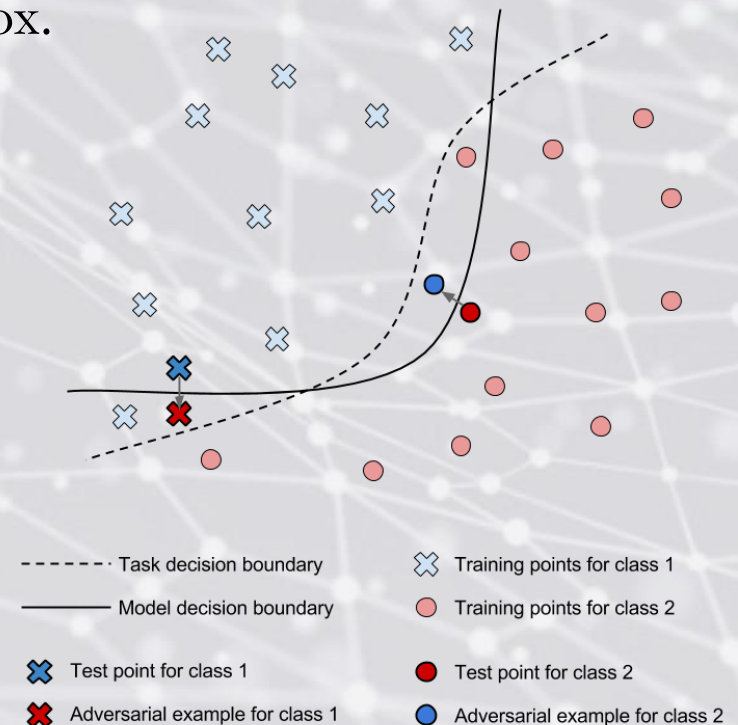 ox.
Task decision boundary
Model decision boundary
Test point for class 1
Adversarial example for class 1
Training points for class 1
Training points for class 2
Test point for class 2
Adversarial example for class 2